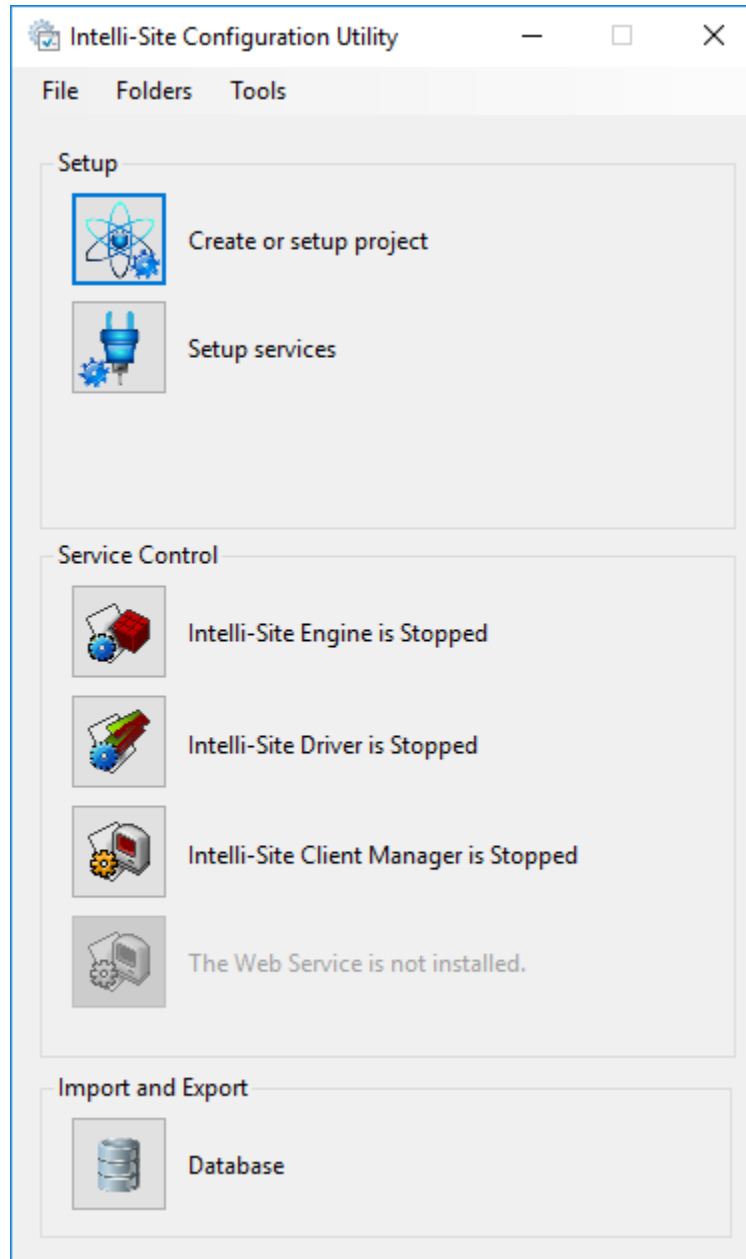 Intelli-Site Configuration Utility
File Folders Tools
Setup
Create or setup project
Setup services
Service Control
Intelli-Site Engine is Stopped
Intelli-Site Driver is Stopped
Intelli-Site Client Manager is Stopped
The Web Service is not installed.
Import and Export
Database